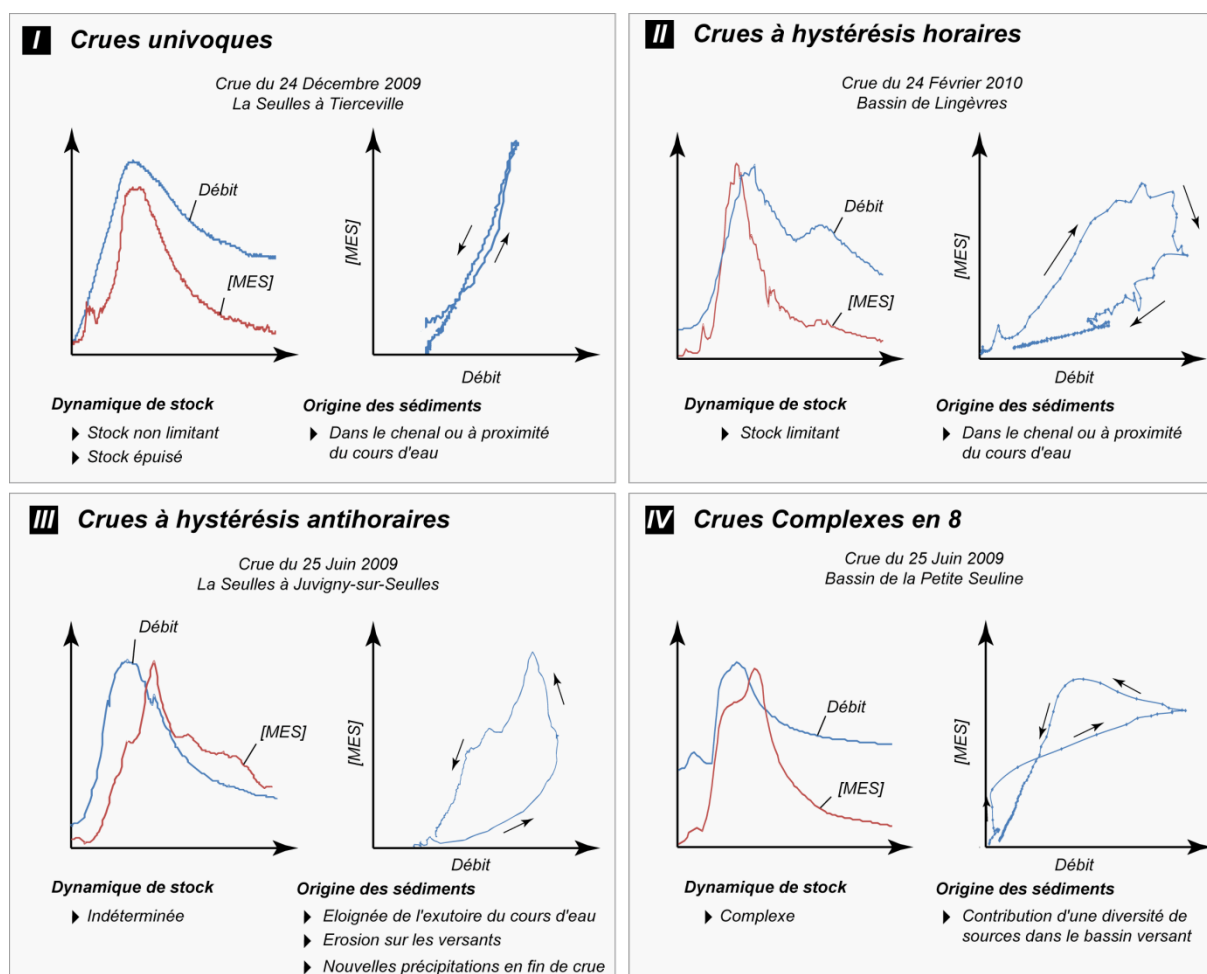 I Crues univoques
Crue du 24 Décembre 2009
La Seulles à Tierceville
Débit
[MES]
[MES]
Débit
Dynamique de stock
Stock non limitant
Stock épuisé
Origine des sédiments
Dans le chenal ou à proximité
du cours d'eau
II Crues à hystérésis horaires
Crue du 24 Février 2010
Bassin de Lingèvres
Débit
[MES]
[MES]
Débit
Dynamique de stock
Stock limitant
Origine des sédiments
Dans le chenal ou à proximité
du cours d'eau
III Crues à hystérésis antihoraires
Crue du 25 Juin 2009
La Seulles à Juvigny-sur-Seulles
Débit
[MES]
[MES]
Débit
Dynamique de stock
Indéterminée
Origine des sédiments
Eloignée de l'exutoire du cours d'eau
Erosion sur les versants
Nouvelles précipitations en fin de crue
IV Crues Complexes en 8
Crue du 25 Juin 2009
Bassin de la Petite Seuline
Débit
[MES]
[MES]
Débit
Dynamique de stock
Complexe
Origine des sédiments
Contribution d'une diversité de
sources dans le bassin versant